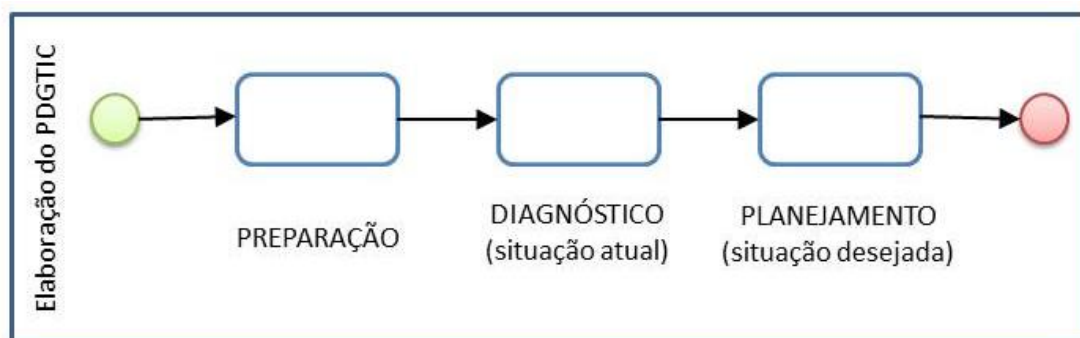 Elaboração do PDGTIC
PREPARAÇÃO
DIAGNÓSTICO
(situação atual)
PLANEJAMENTO
(situação desejada)